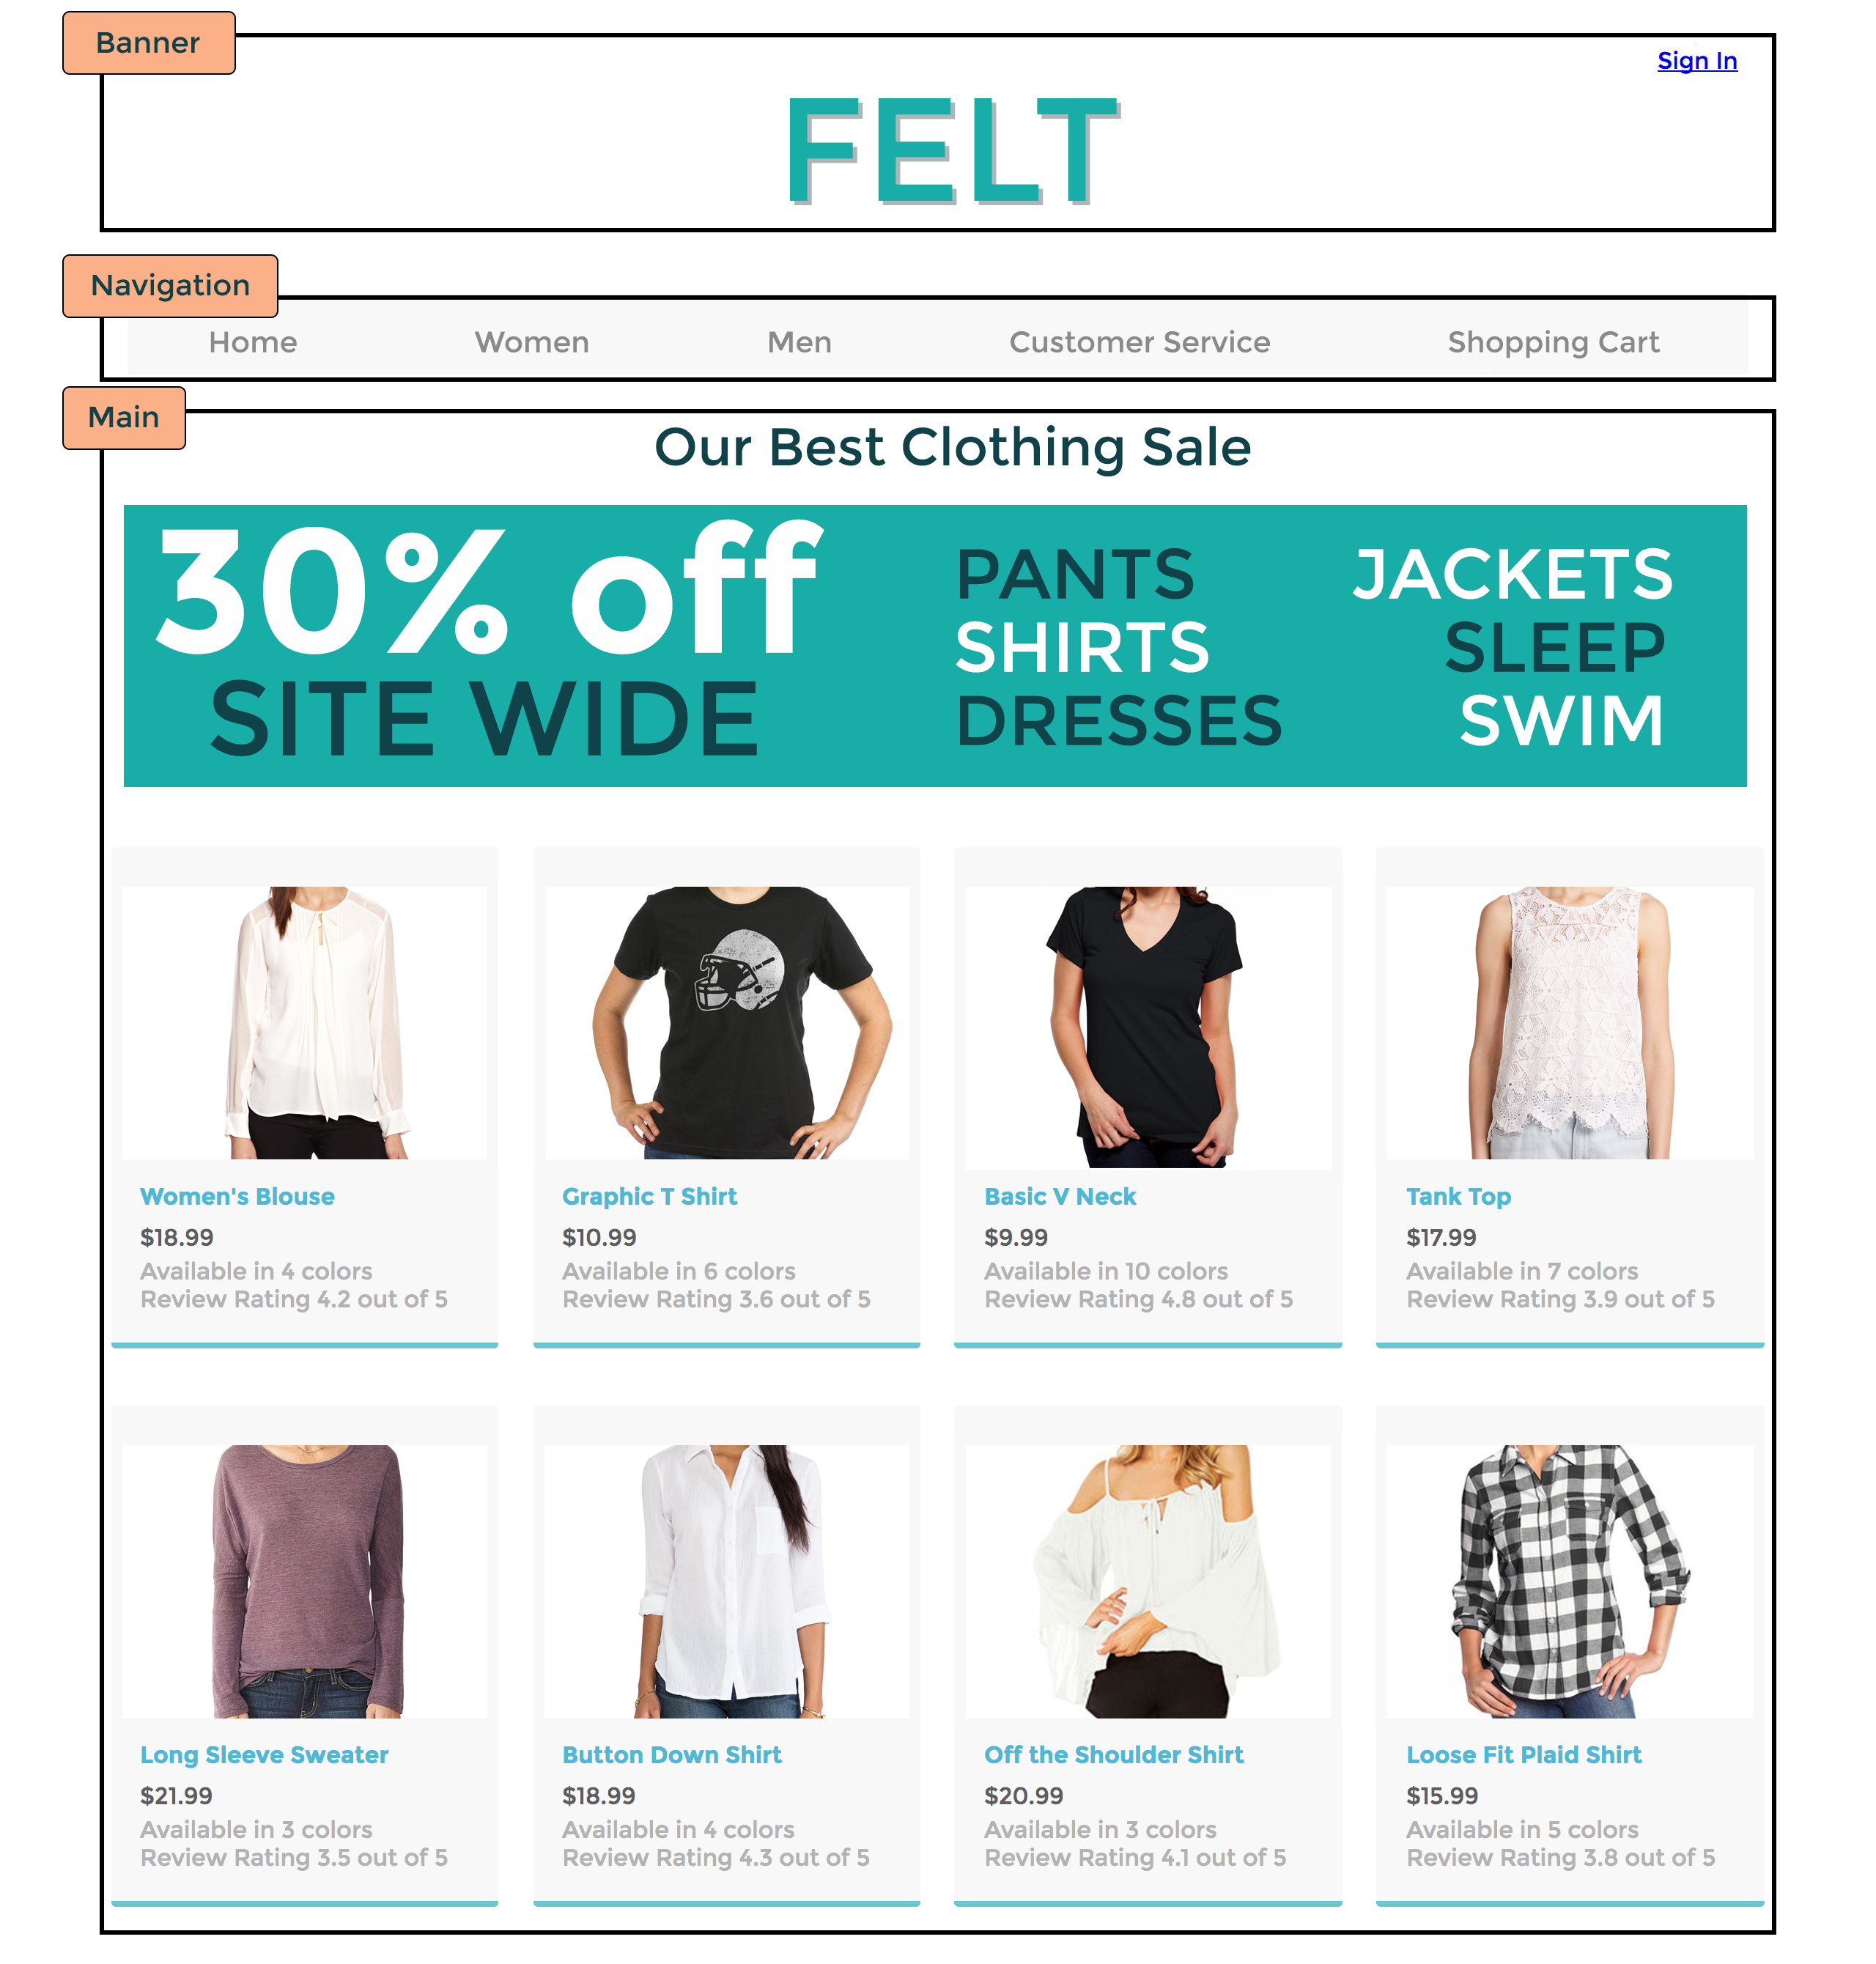 Banner
Sign In
FELT
Navigation
Home Women Men Customer Service Shopping Cart
Main
Our Best Clothing Sale
30% off
SITE WIDE
PANTS
SHIRTS
DRESSES
JACKETS
SLEEP
SWIM
Women's Blouse
$18.99
Available in 4 colors
Review Rating 4.2 out of 5
Graphic T Shirt
$10.99
Available in 6 colors
Review Rating 3.6 out of 5
Basic V Neck
$9.99
Available in 10 colors
Review Rating 4.8 out of 5
Tank Top
$17.99
Available in 7 colors
Review Rating 3.9 out of 5
Long Sleeve Sweater
$21.99
Available in 3 colors
Review Rating 3.5 out of 5
Button Down Shirt
$18.99
Available in 4 colors
Review Rating 4.3 out of 5
Off the Shoulder Shirt
$20.99
Available in 3 colors
Review Rating 4.1 out of 5
Loose Fit Plaid Shirt
$15.99
Available in 5 colors
Review Rating 3.8 out of 5